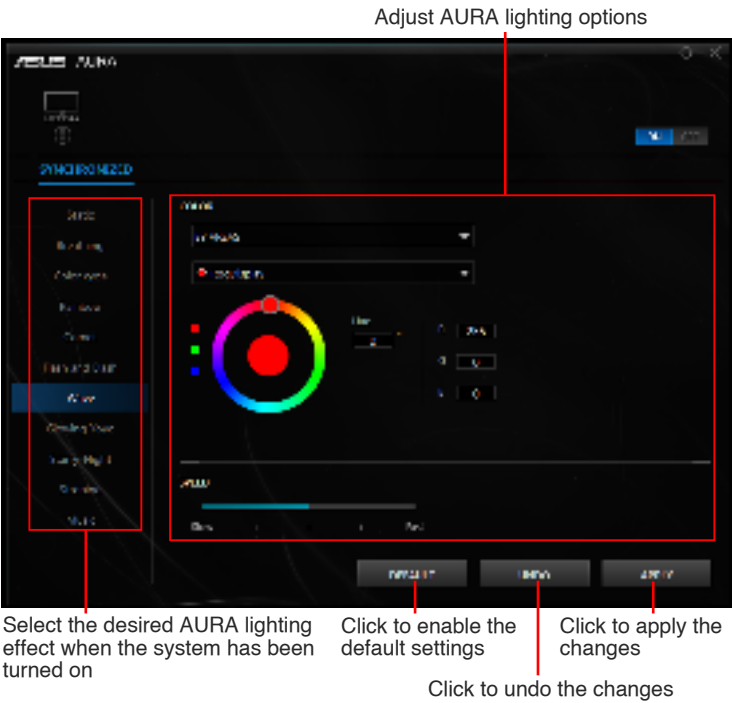 Adjust AURA lighting options
ASUS AURA
SYNCHRONIZED
COLOR
Static
Breathing
Color cycle
Rainbow
Comet
Flash and Dash
Wave
Glowing Yoyo
Starry-Night
Music
255
0
0
SPEED
Slow
Fast
DEFAULT
UNDO
APPLY
Select the desired AURA lighting
effect when the system has been
turned on
Click to enable the
default settings
Click to apply the
changes
Click to undo the changes